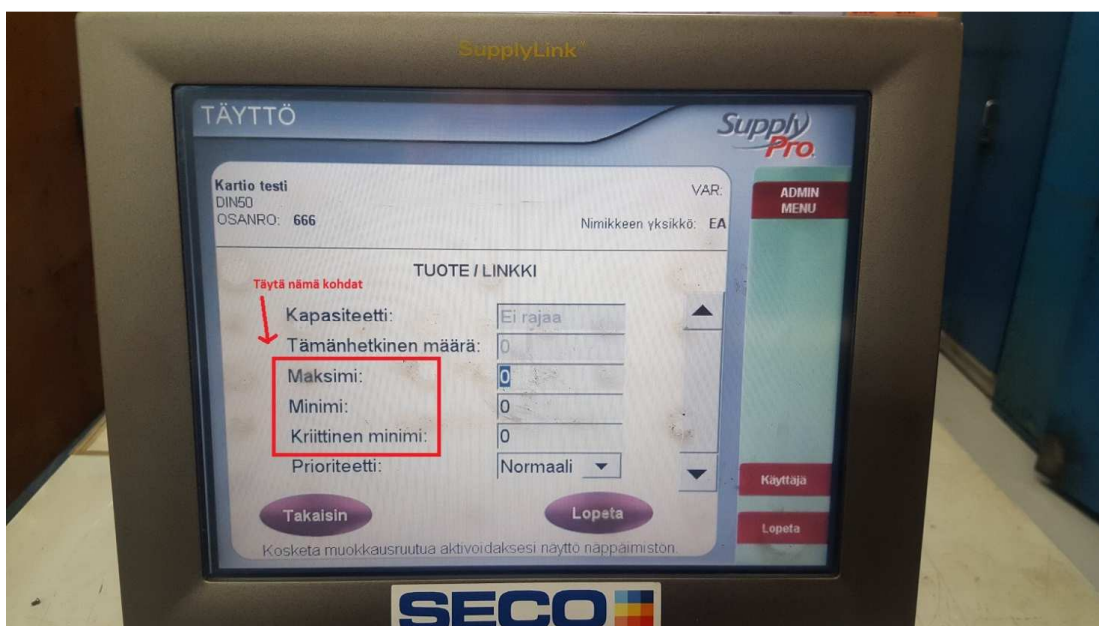 SupplyLink™
TÄYTTÖ
Supply
Pro.
Kartio testi
VAR:
DIN50
OSANRO: 666
Nimikkeen yksikkö: EA
ADMIN
MENU
TUOTE / LINKKI
Täytä nämä kohdat
Kapasiteetti: Ei rajaa
Tämänhetkinen määrä: 0
Maksimi: 0
Minimi: 0
Kriittinen minimi: 0
Prioriteetti: Normaali
Käyttäjä
Takaisin
Lopeta
Lopeta
Kosketa muokkausruutua aktivoidaksesi näyttö näppäimistön.
SECO